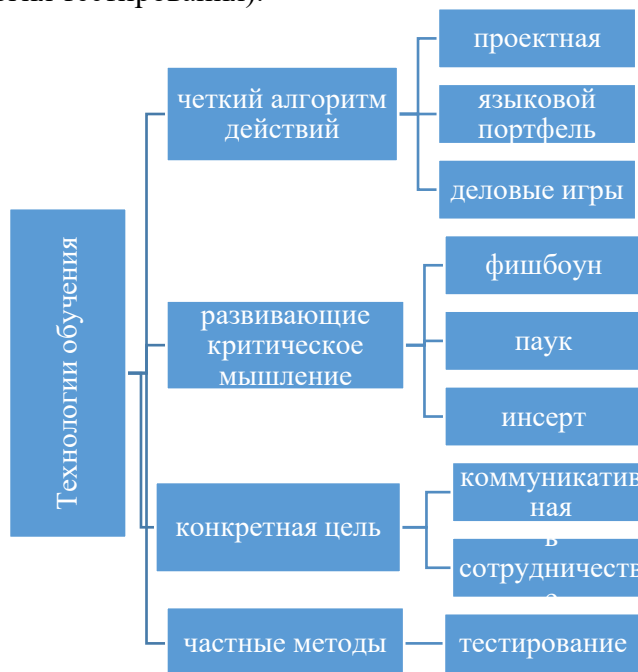 проектная
четкий алгоритм
действий
языковой
портфель
деловые игры
Технологии обучения
фишбоун
развивающие
критическое
мышление
паук
инсерт
коммуникатив
ная
конкретная цель
в
сотрудничеств
частные методы
тестирование